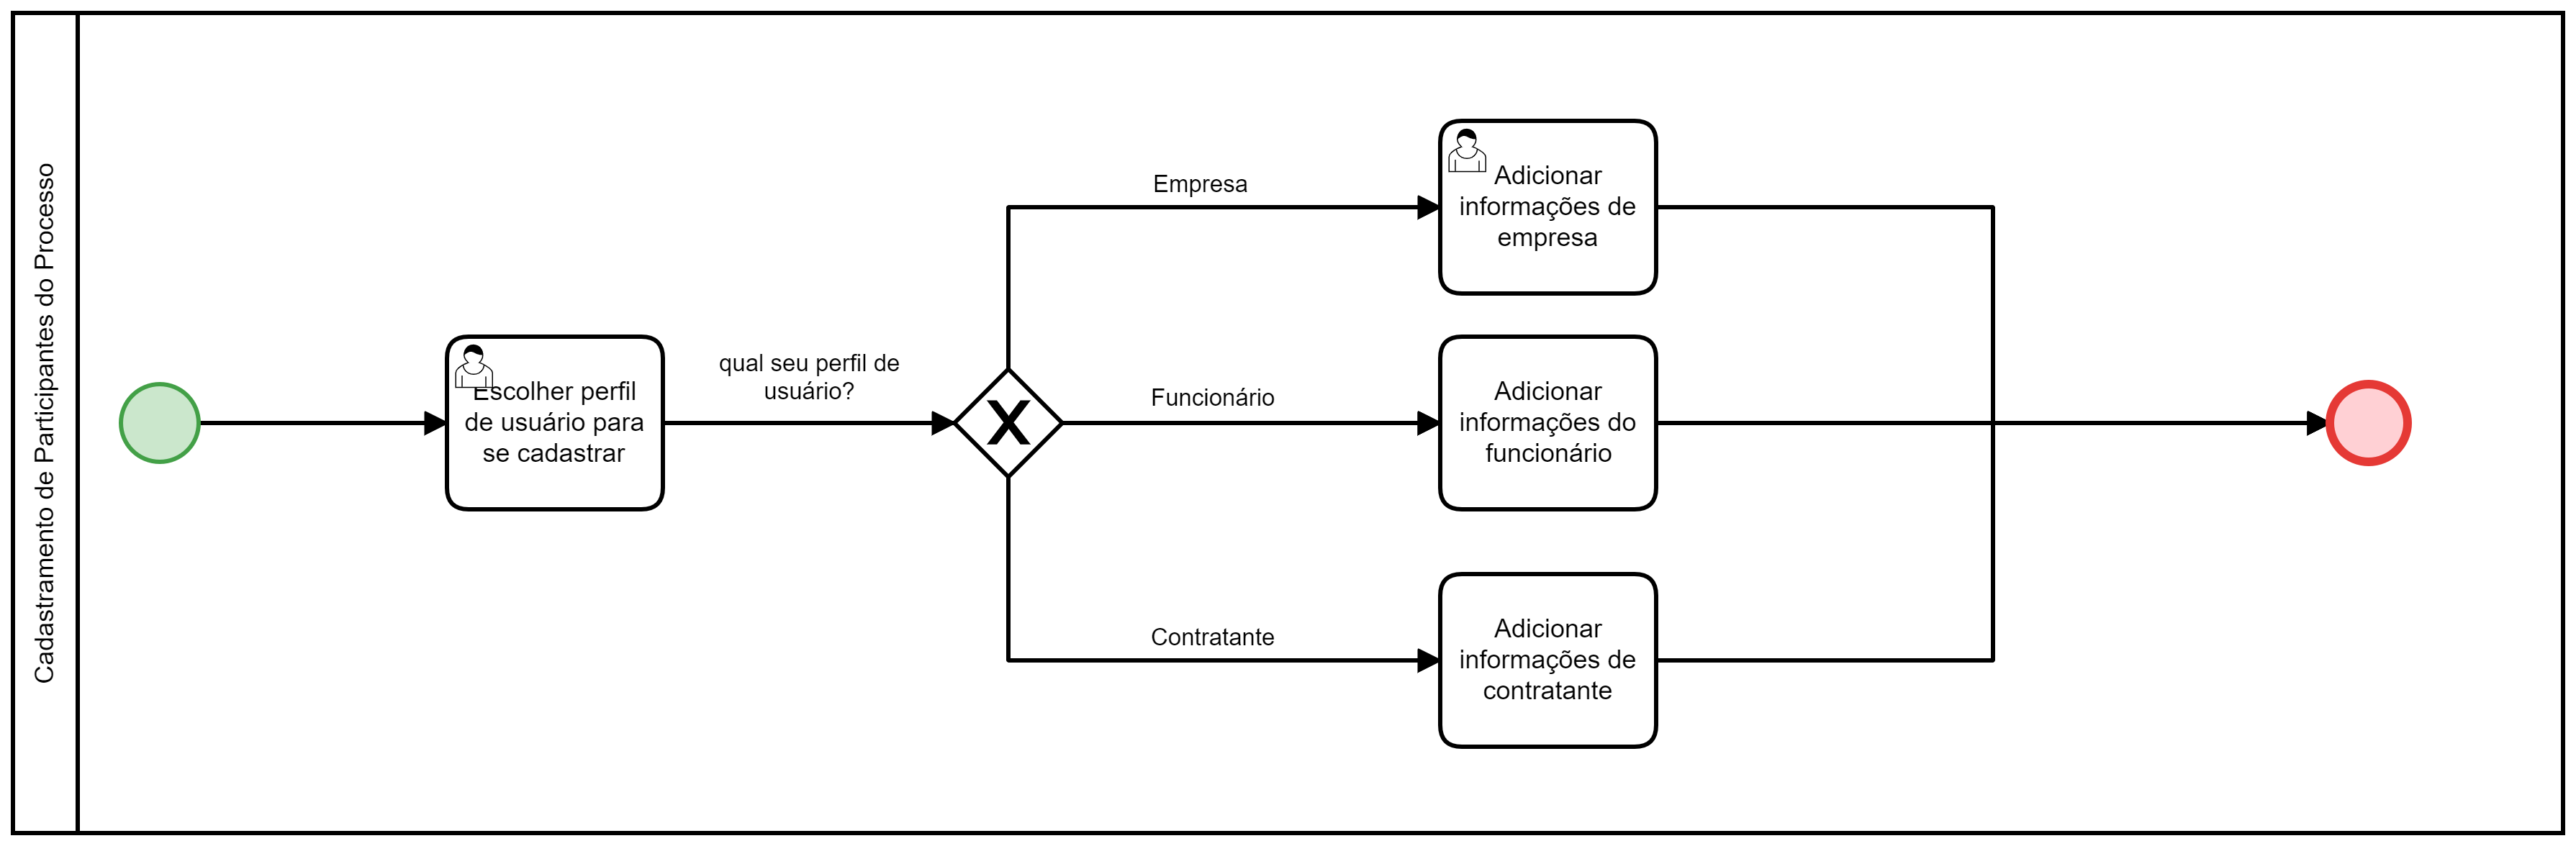 Cadastramento de Participantes do Processo
Escolher perfil
de usuário para
se cadastrar
qual seu perfil de
usuário?
X
Empresa
Funcionário
Contratante
Adicionar
informações de
empresa
Adicionar
informações do
funcionário
Adicionar
informações de
contratante